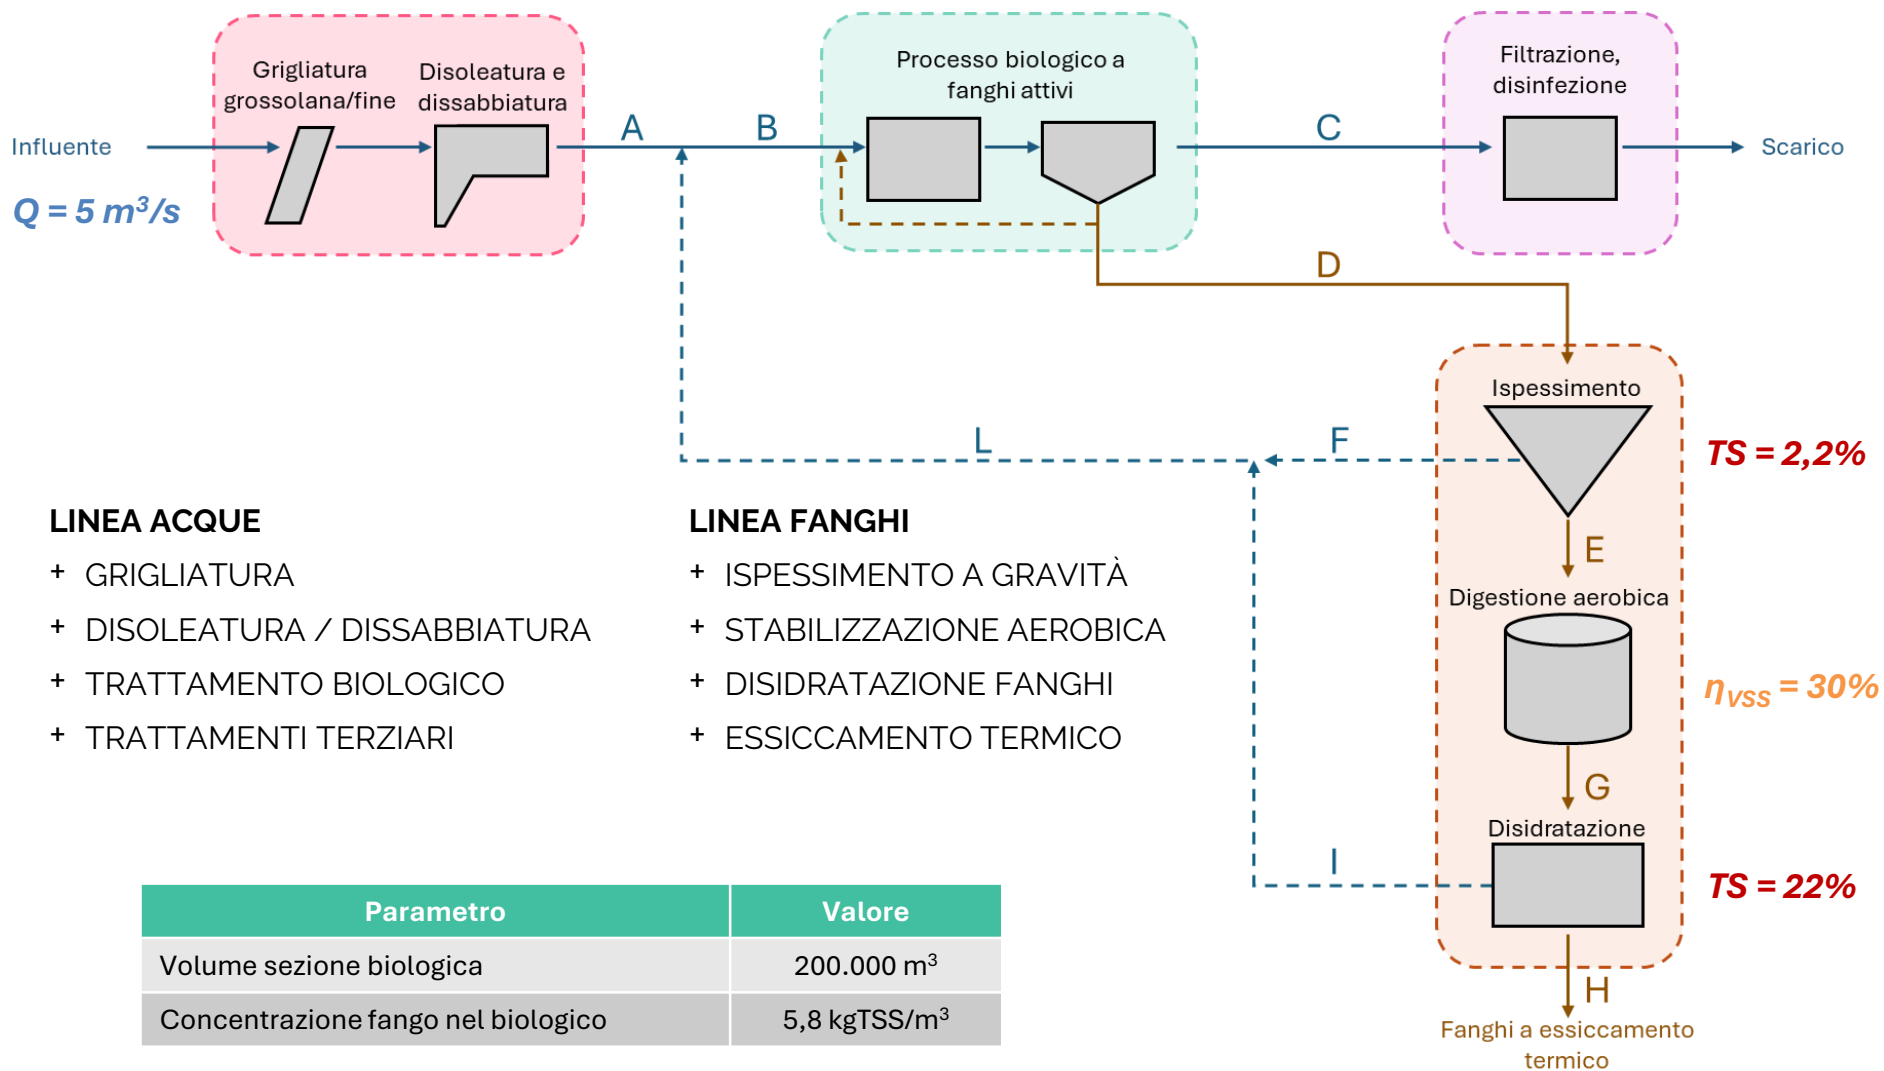 Grigliatura
grossolana/fine
Disoleatura e
dissabbiatura
Processo biologico a
fanghi attivi
Filtrazione,
disinfezione
Influente
A
B
C
Scarico
Q = 5 m³/s
D
Ispessimento
L
F
TS = 2,2%
LINEA ACQUE
+ GRIGLIATURA
+ DISOLEATURA / DISSABBIATURA
+ TRATTAMENTO BIOLOGICO
+ TRATTAMENTI TERZIARI
LINEA FANGHI
+ ISPESSIMENTO A GRAVITÀ
+ STABILIZZAZIONE AEROBICA
+ DISIDRATAZIONE FANGHI
+ ESSICCAMENTO TERMICO
E
Digestione aerobica
ηVSS = 30%
G
Disidratazione
I
TS = 22%
H
Fanghi a essiccamento
termico
Parametro Valore
Volume sezione biologica 200.000 m³
Concentrazione fango nel biologico 5,8 kgTSS/m³